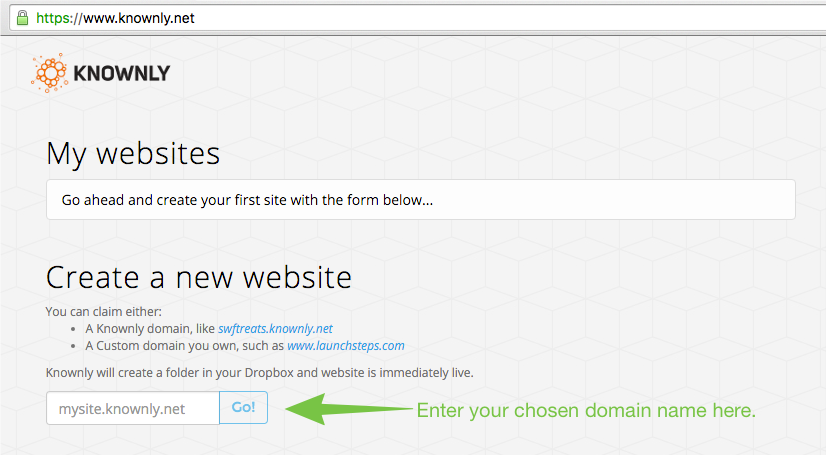 https://www.knownly.net
KNOWNLY
My websites
Go ahead and create your first site with the form below...
Create a new website
You can claim either:
• A Knownly domain, like swftreats.knownly.net
• A Custom domain you own, such as www.launchsteps.com
Knownly will create a folder in your Dropbox and website is immediately live.
mysite.knownly.net Go! Enter your chosen domain name here.